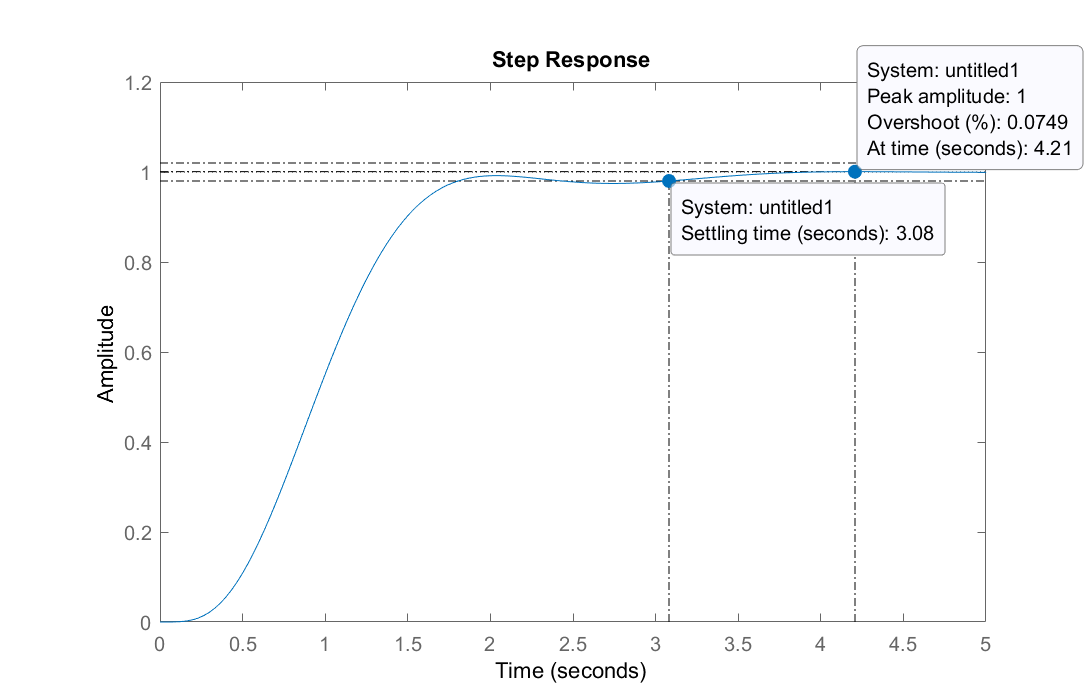 Step Response
System: untitled1
Peak amplitude: 1
Overshoot (%): 0.0749
At time (seconds): 4.21
System: untitled1
Settling time (seconds): 3.08
Amplitude
1.2
1
0.8
0.6
0.4
0.2
0
0 0.5 1 1.5 2 2.5 3 3.5 4 4.5 5
Time (seconds)